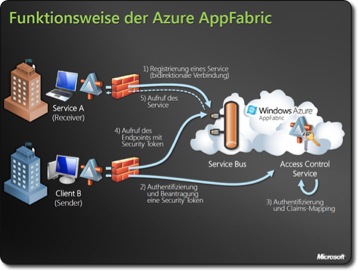 Funktionsweise der Azure AppFabric
1) Registrierung eines Service
(bidirektionale Verbindung)
5) Aufruf des
Service
Service A
(Receiver)
Windows Azure
AppFabric
4) Aufruf des
Endpoints mit
Security Token
Service Bus
Access Control
Service
Client B
(Sender)
2) Authentifizierung
und Beantragung
eine Security Token
3) Authentifizierung
und Claims-Mapping
Microsoft